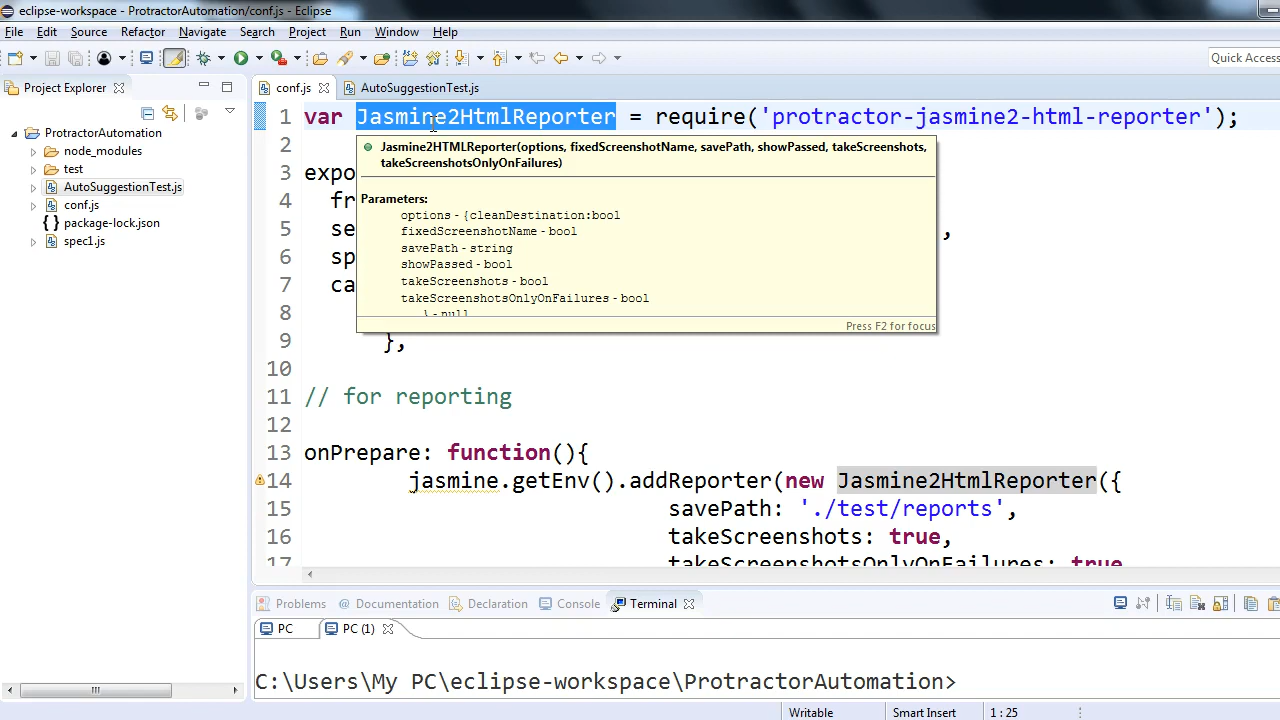 eclipse-workspace - ProtractorAutomation/conf.js - Eclipse
File Edit Source Refactor Navigate Search Project Run Window Help
Quick Access
Project Explorer
conf.js
AutoSuggestionTest.js
ProtractorAutomation
node_modules
test
AutoSuggestionTest.js
conf.js
package-lock.json
spec1.js
1 var Jasmine2HtmlReporter = require('protractor-jasmine2-html-reporter');
2
3 expo
4 fr
5 se ,
6 sp
7 ca
8
9 },
10
11 // for reporting
12
13 onPrepare: function(){
14 jasmine.getEnv().addReporter(new Jasmine2HtmlReporter({
15 savePath: './test/reports',
16 takeScreenshots: true,
17 takeScreenshotsOnlyOnFailures: true
Jasmine2HTMLReporter(options, fixedScreenshotName, savePath, showPassed, takeScreenshots,
takeScreenshotsOnlyOnFailures)
Parameters:
options - {cleanDestination:bool
fixedScreenshotName - bool
savePath - string
showPassed - bool
takeScreenshots - bool
takeScreenshotsOnlyOnFailures - bool
} - null
Press F2 for focus
Problems @ Documentation Declaration Console Terminal
PC PC (1)
C:\Users\My PC\eclipse-workspace\ProtractorAutomation>
Writable Smart Insert 1 : 25